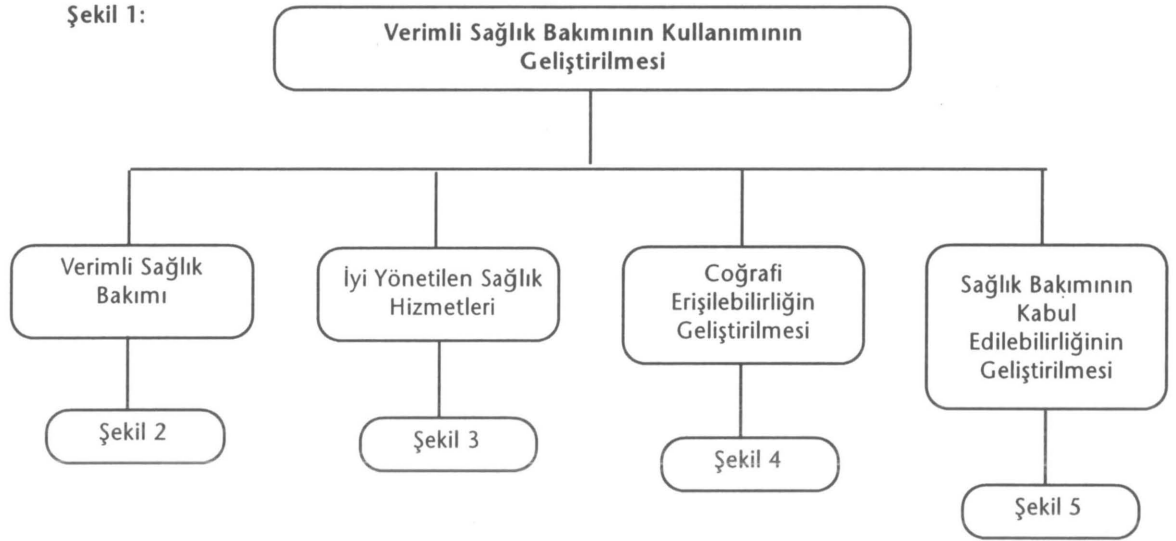 Şekil 1:
Verimli Sağlık Bakımının Kullanımının
Geliştirilmesi
Verimli Sağlık
Bakımı
İyi Yönetilen Sağlık
Hizmetleri
Coğrafi
Erişilebilirliğin
Geliştirilmesi
Sağlık Bakımının
Kabul
Edilebilirliğinin
Geliştirilmesi
Şekil 2
Şekil 3
Şekil 4
Şekil 5